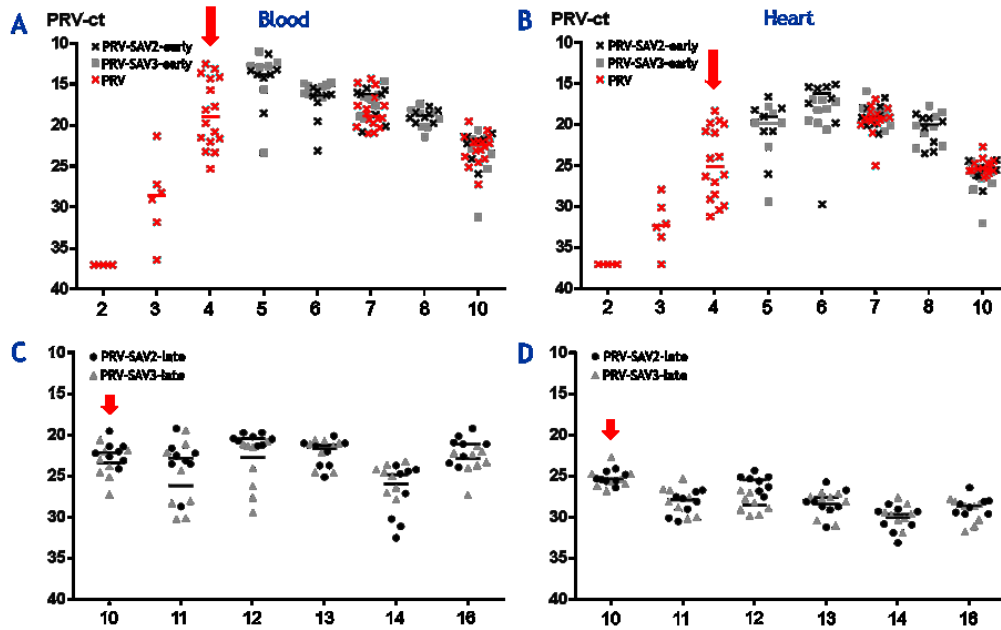 A PRV-ct Blood
10
15
20
25
30
35
40
PRV-SAV2-early
PRV-SAV3-early
PRV
2 3 4 5 6 7 8 10
B PRV-ct Heart
10
15
20
25
30
35
40
PRV-SAV2-early
PRV-SAV3-early
PRV
2 3 4 5 6 7 8 10
C
10
15
20
25
30
35
40
PRV-SAV2-late
PRV-SAV3-late
10 11 12 13 14 16
D
10
15
20
25
30
35
40
PRV-SAV2-late
PRV-SAV3-late
10 11 12 13 14 16